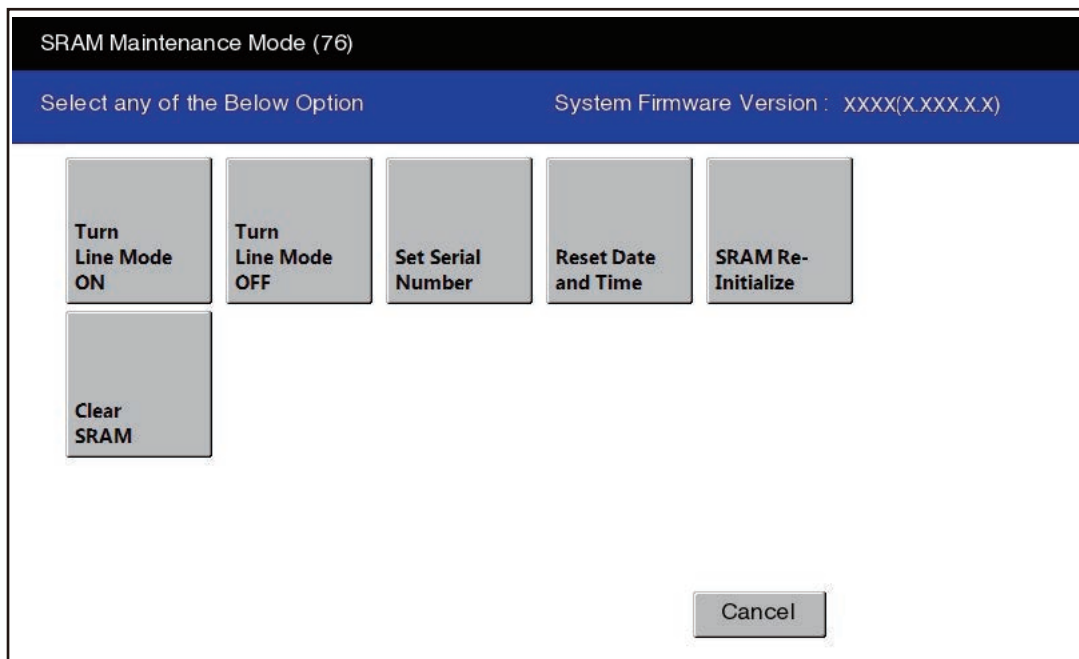 SRAM Maintenance Mode (76)
Select any of the Below Option
System Firmware Version : XXXX(X.XXX.X.X)
Turn
Line Mode
ON
Turn
Line Mode
OFF
Set Serial
Number
Reset Date
and Time
SRAM Re-
Initialize
Clear
SRAM
Cancel